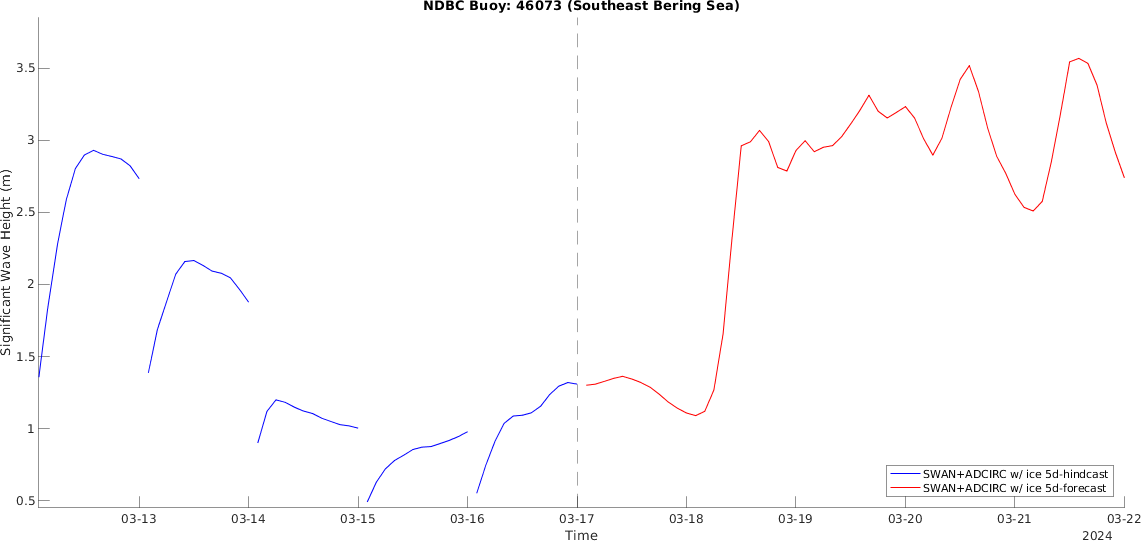 NDBC Buoy: 46073 (Southeast Bering Sea)
Significant Wave Height (m)
3.5
3
2.5
2
1.5
1
0.5
SWAN+ADCIRC w/ ice 5d-hindcast
SWAN+ADCIRC w/ ice 5d-forecast
03-13 03-14 03-15 03-16 03-17 03-18 03-19 03-20 03-21 03-22
Time
2024